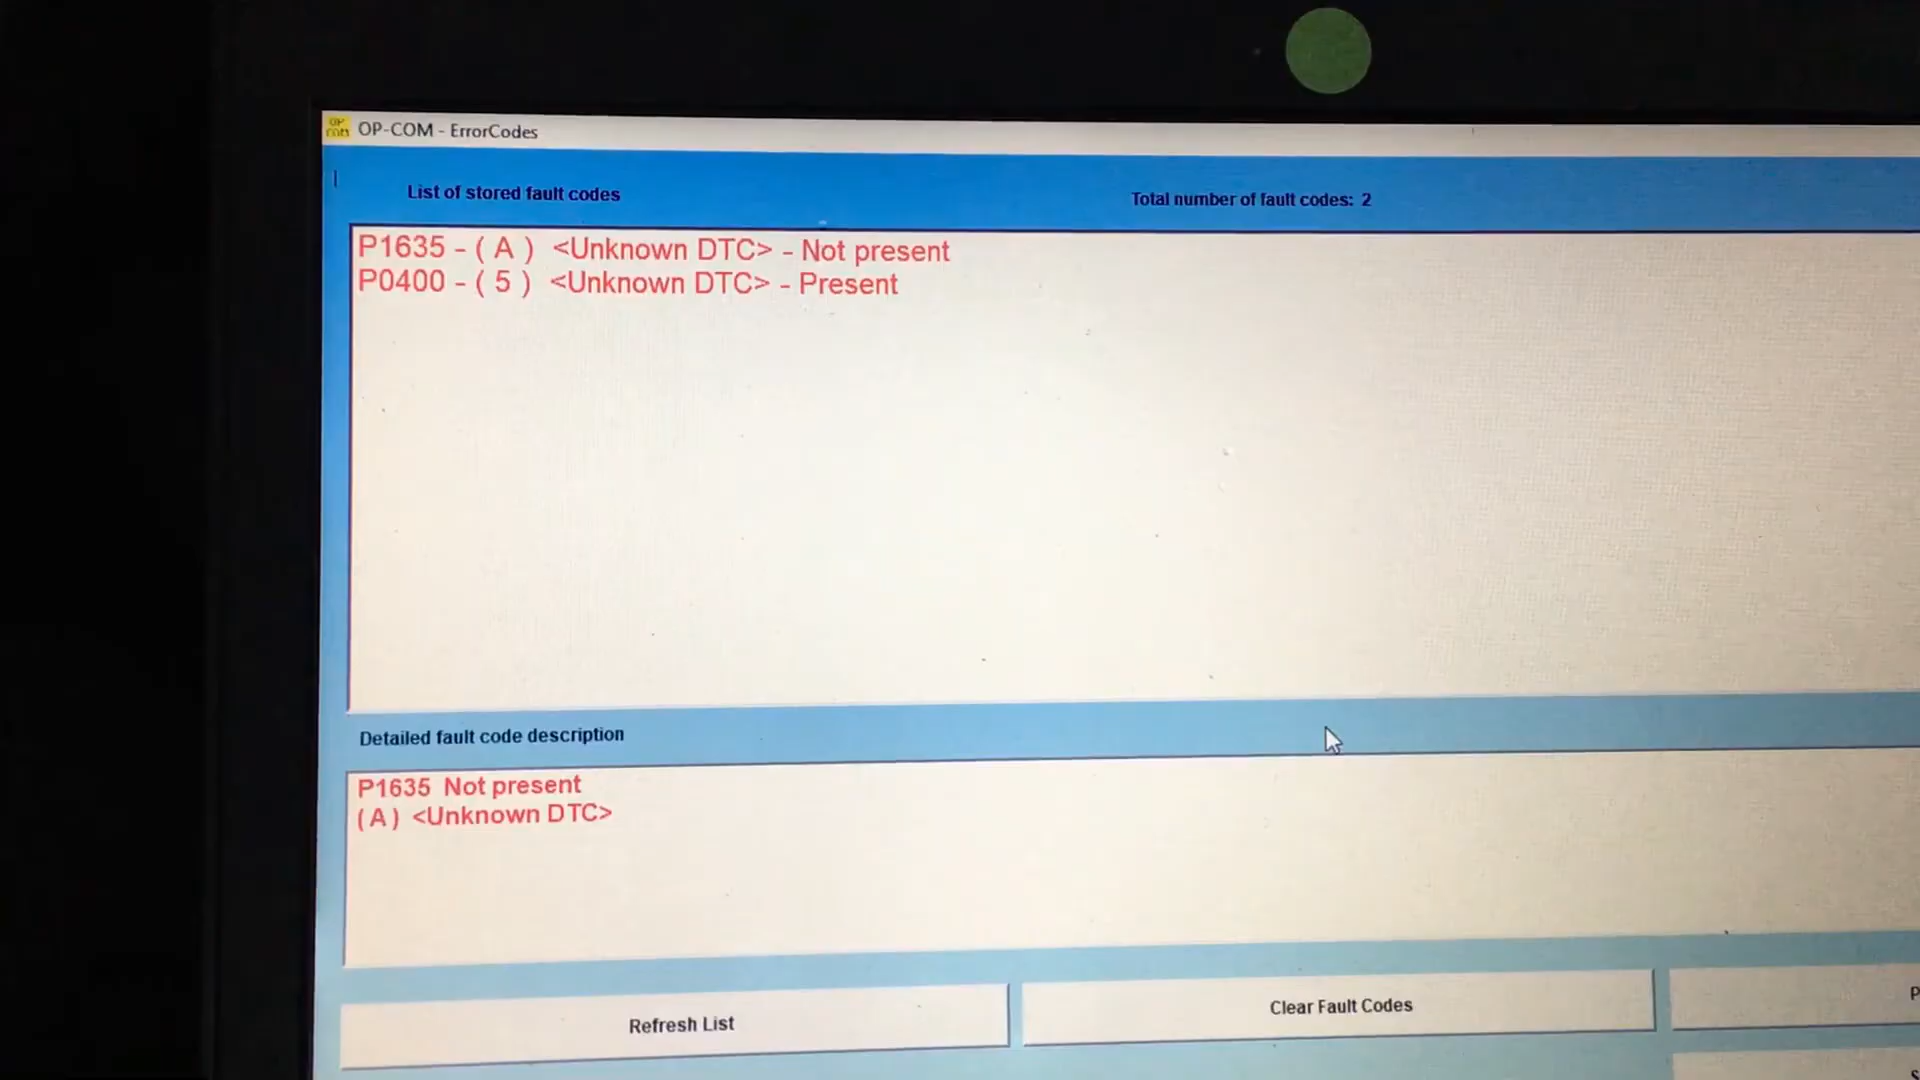 OP COM OP-COM - ErrorCodes
List of stored fault codes
Total number of fault codes: 2
P1635 - ( A ) <Unknown DTC> - Not present
P0400 - ( 5 ) <Unknown DTC> - Present
Detailed fault code description
P1635 Not present
(A) <Unknown DTC>
Refresh List
Clear Fault Codes